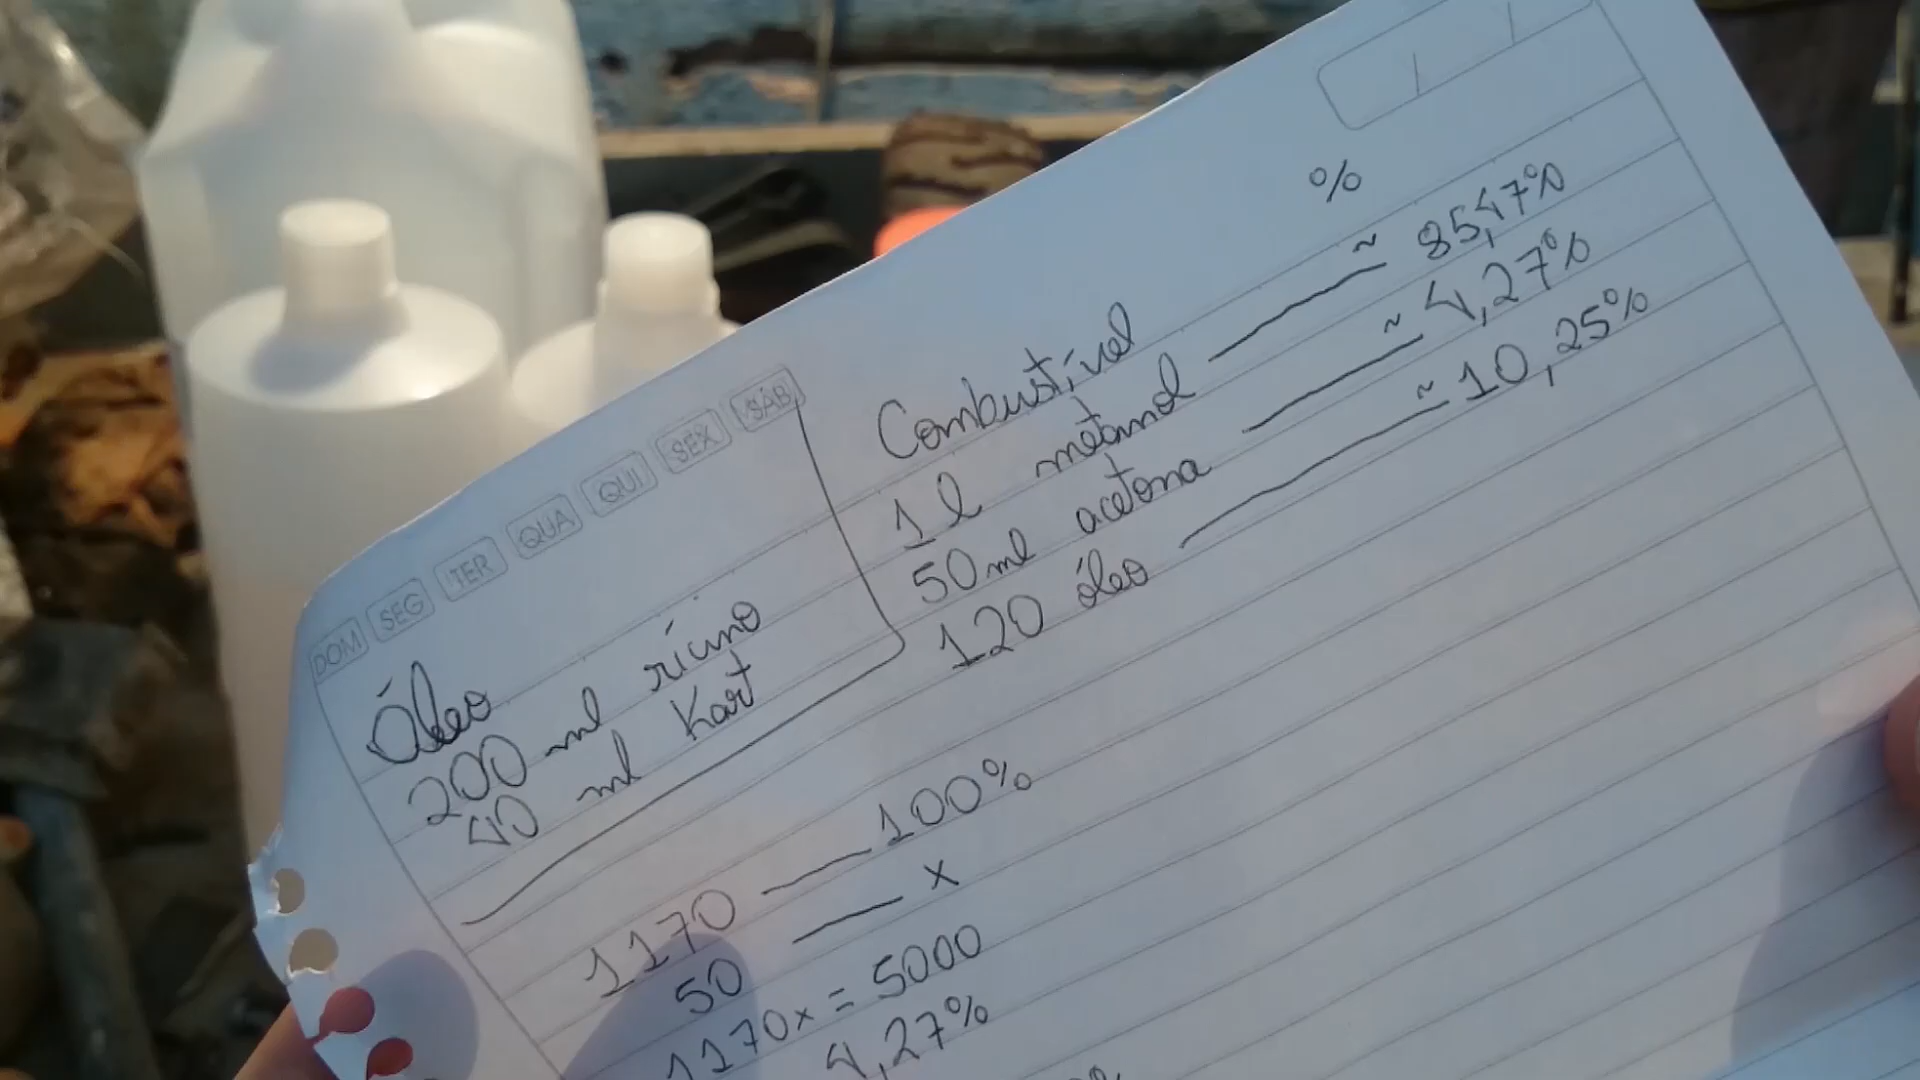 DOM SEG TER QUA QUI SEX SÁB
Óleo
200 ml rícino
40 ml Kart
%
Combustível
1 l metanol ~ 85,47%
50 ml acetona ~ 4,27%
120 óleo ~ 10,25%
1170 100%
50 x
1170x = 5000
4,27%